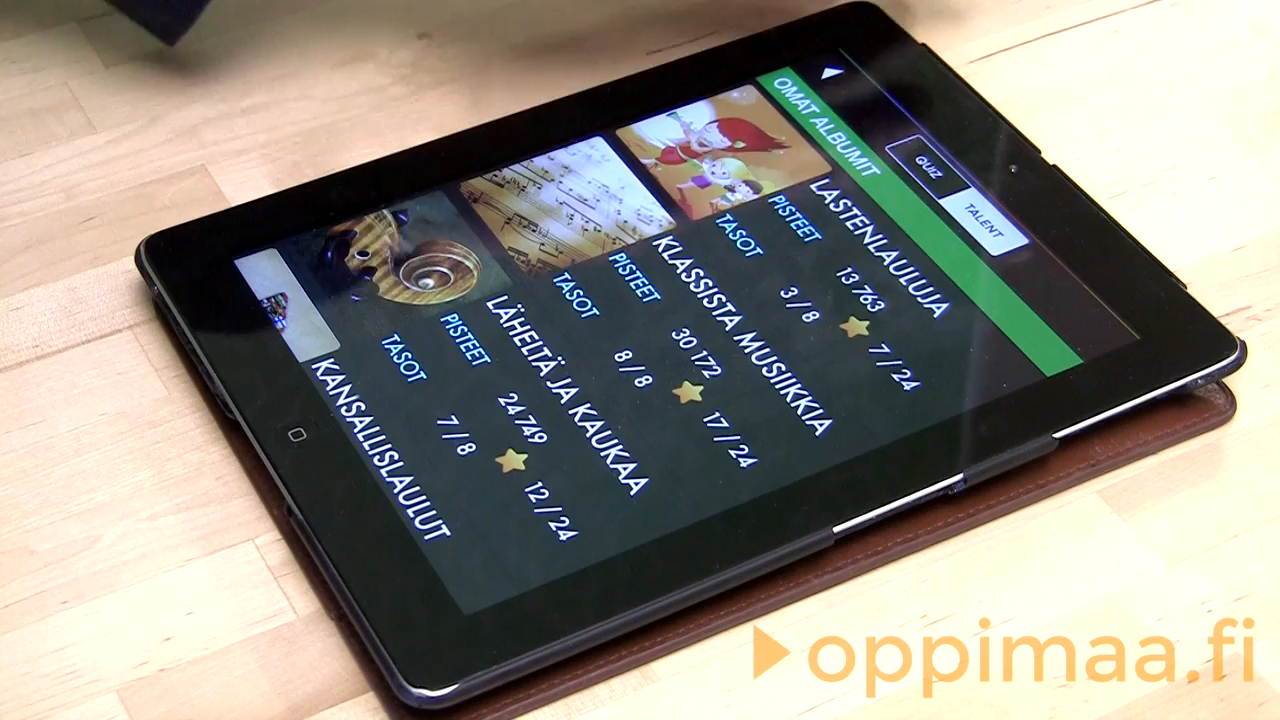 QUIZ
TALENT
OMAT ALBUMIT
LASTENLAULUJA
PISTEET 13 763
TASOT 3 / 8 7 / 24
KLASSISTA MUSIIKKIA
PISTEET 30 172
TASOT 8 / 8 17 / 24
LÄHELTÄ JA KAUKAA
PISTEET 24 749
TASOT 7 / 8 12 / 24
KANSALLISLAULUT
oppimaa.fi